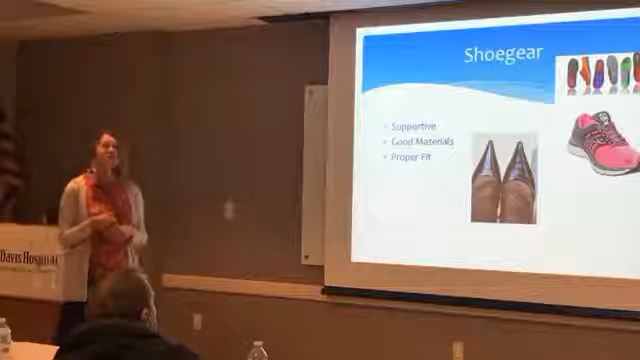 Shoegear
Supportive
Good Materials
Proper Fit
Davis Hospital